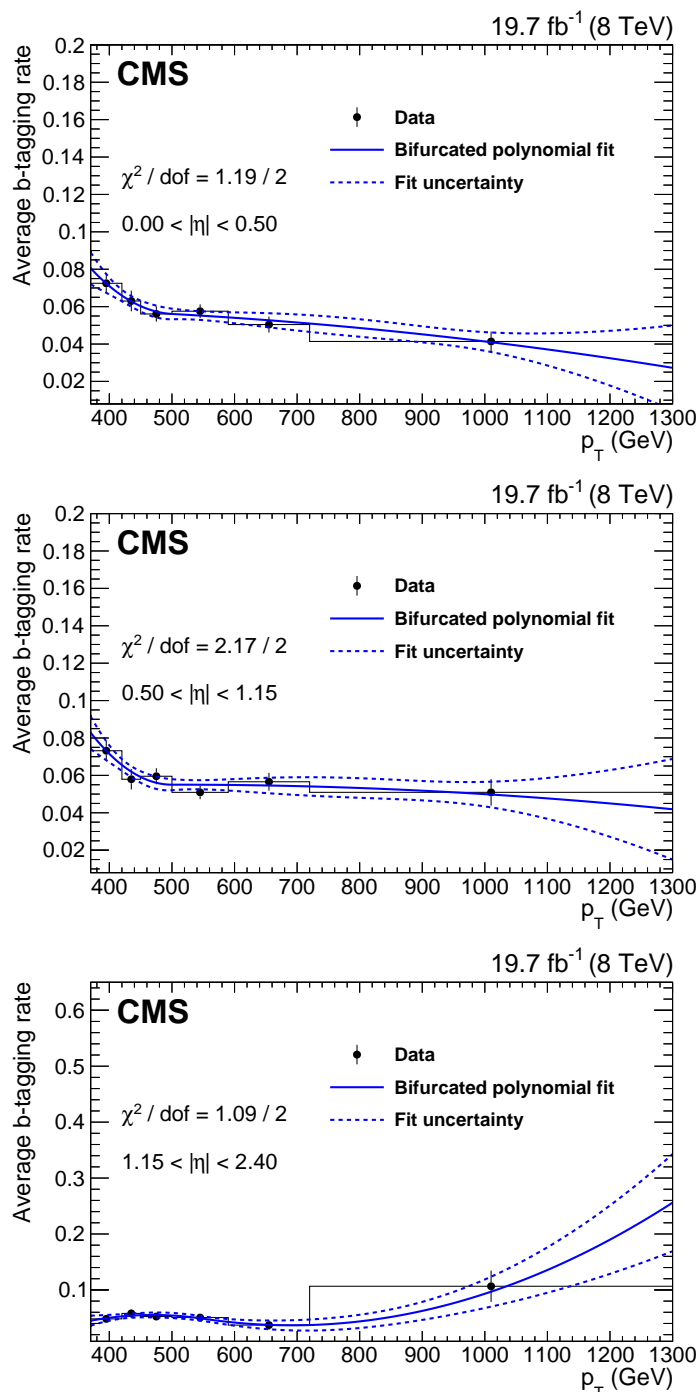 19.7 fb⁻¹ (8 TeV)
CMS
Data
Bifurcated polynomial fit
Fit uncertainty
χ² / dof = 1.19 / 2
0.00 < |η| < 0.50
Average b-tagging rate
0.2
0.18
0.16
0.14
0.12
0.1
0.08
0.06
0.04
0.02
400 500 600 700 800 900 1000 1100 1200 1300
p_T (GeV)
19.7 fb⁻¹ (8 TeV)
CMS
Data
Bifurcated polynomial fit
Fit uncertainty
χ² / dof = 2.17 / 2
0.50 < |η| < 1.15
Average b-tagging rate
0.2
0.18
0.16
0.14
0.12
0.1
0.08
0.06
0.04
0.02
400 500 600 700 800 900 1000 1100 1200 1300
p_T (GeV)
19.7 fb⁻¹ (8 TeV)
CMS
Data
Bifurcated polynomial fit
Fit uncertainty
χ² / dof = 1.09 / 2
1.15 < |η| < 2.40
Average b-tagging rate
0.6
0.5
0.4
0.3
0.2
0.1
400 500 600 700 800 900 1000 1100 1200 1300
p_T (GeV)